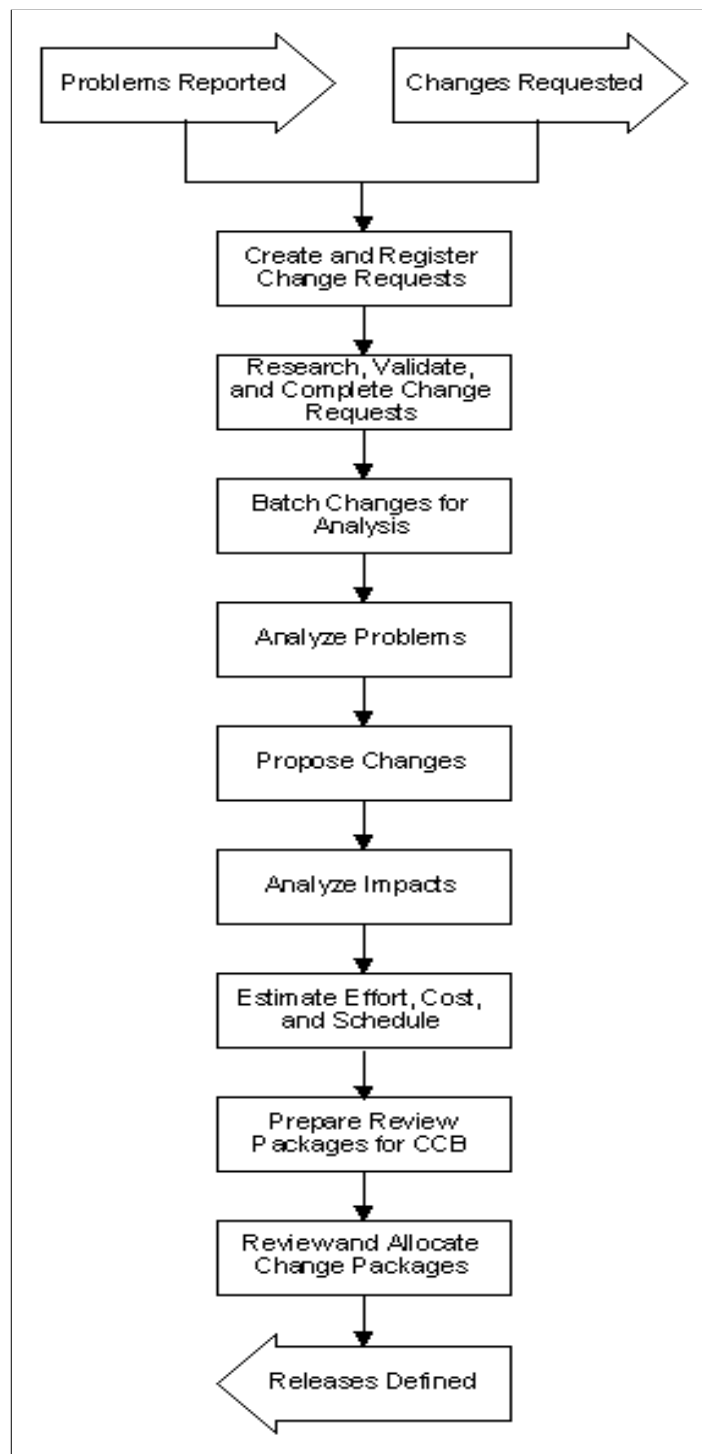 Problems Reported
Changes Requested
Create and Register
Change Requests
Research, Validate,
and Complete Change
Requests
Batch Changes for
Analysis
Analyze Problems
Propose Changes
Analyze Impacts
Estimate Effort, Cost,
and Schedule
Prepare Review
Packages for CCB
Reviewand Allocate
Change Packages
Releases Defined